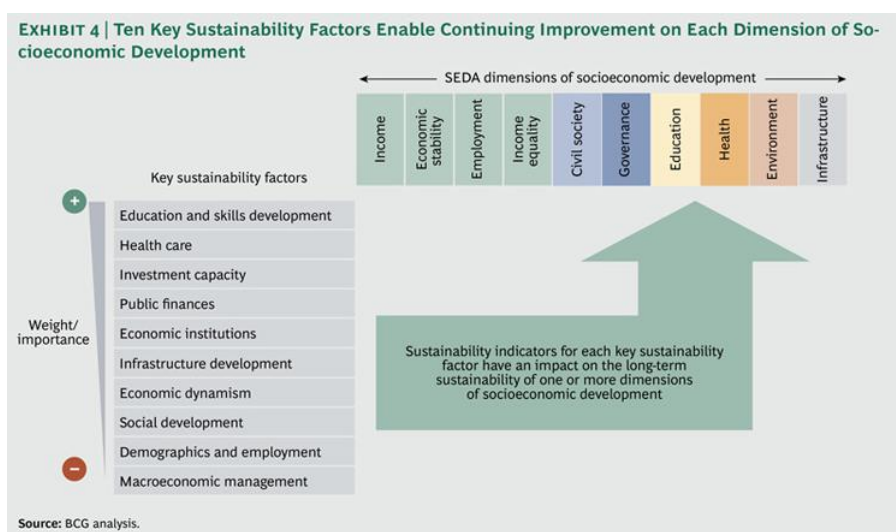 EXHIBIT 4 | Ten Key Sustainability Factors Enable Continuing Improvement on Each Dimension of So-
cioeconomic Development
SEDA dimensions of socioeconomic development
Income
Economic
stability
Employment
Income
equality
Civil society
Governance
Education
Health
Environment
Infrastructure
Key sustainability factors
+
Education and skills development
Health care
Investment capacity
Public finances
Weight/
importance
Economic institutions
Infrastructure development
Economic dynamism
Social development
Demographics and employment
–
Macroeconomic management
Sustainability indicators for each key sustainability
factor have an impact on the long-term
sustainability of one or more dimensions
of socioeconomic development
Source: BCG analysis.